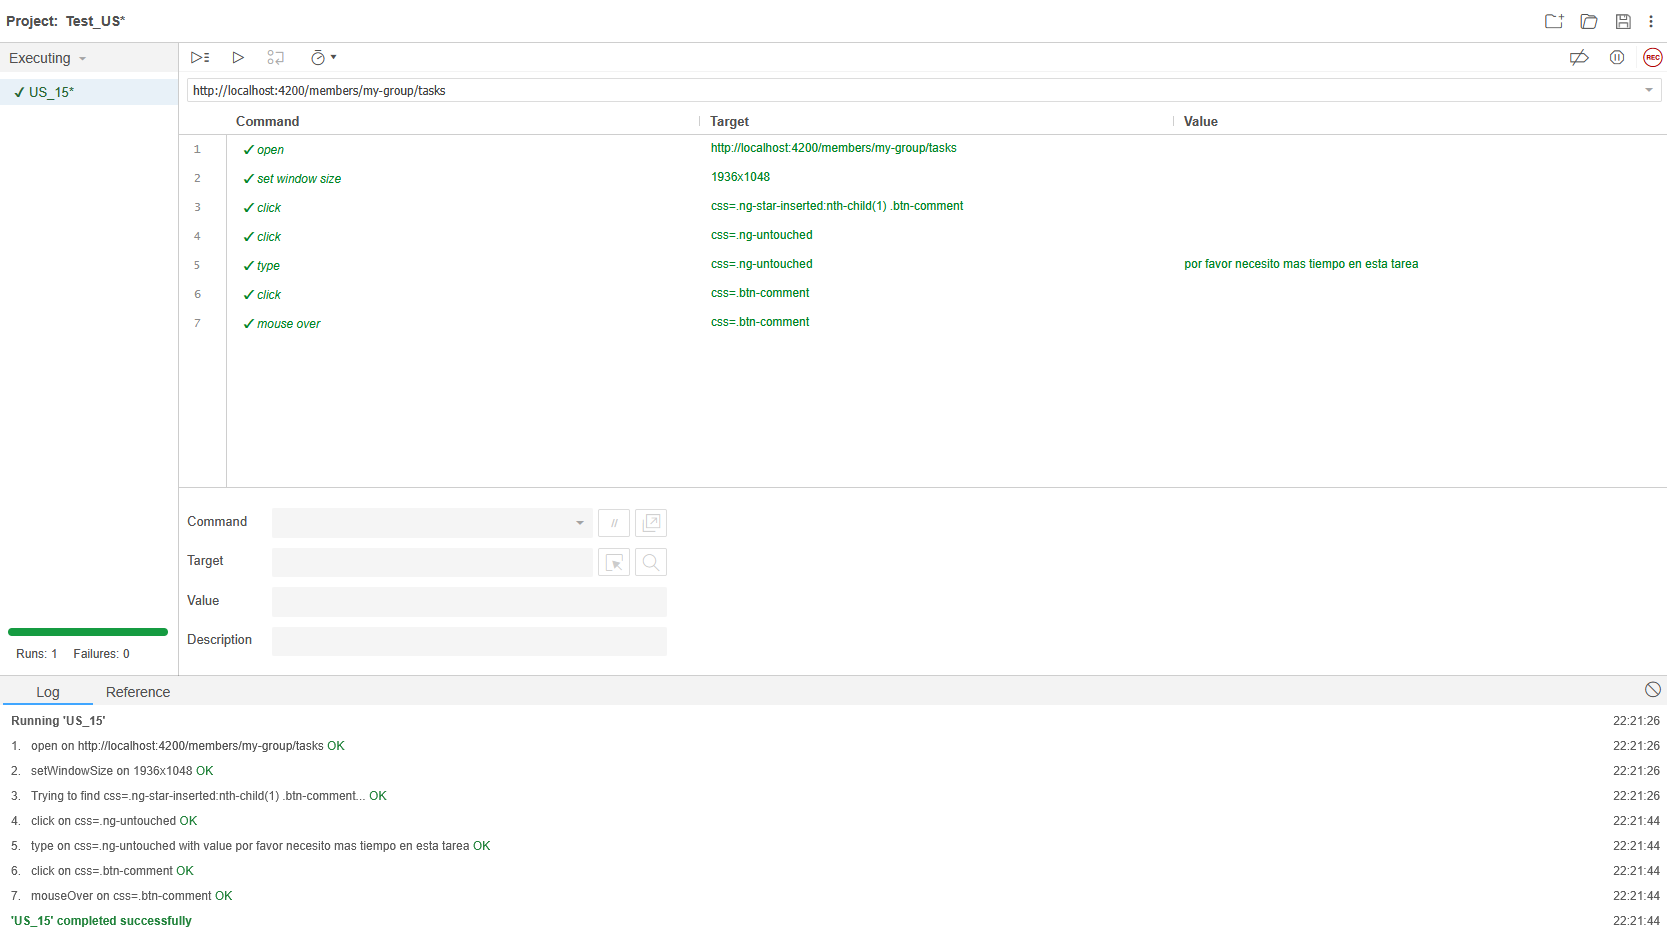 Project: Test_US*
Executing
✓ US_15*
REC
http://localhost:4200/members/my-group/tasks
Command Target Value
1 ✓ open http://localhost:4200/members/my-group/tasks
2 ✓ set window size 1936x1048
3 ✓ click css=.ng-star-inserted:nth-child(1) .btn-comment
4 ✓ click css=.ng-untouched
5 ✓ type css=.ng-untouched por favor necesito mas tiempo en esta tarea
6 ✓ click css=.btn-comment
7 ✓ mouse over css=.btn-comment
Command //
Target
Value
Description
Runs: 1 Failures: 0
Log Reference
Running 'US_15' 22:21:26
1. open on http://localhost:4200/members/my-group/tasks OK 22:21:26
2. setWindowSize on 1936x1048 OK 22:21:26
3. Trying to find css=.ng-star-inserted:nth-child(1) .btn-comment... OK 22:21:26
4. click on css=.ng-untouched OK 22:21:44
5. type on css=.ng-untouched with value por favor necesito mas tiempo en esta tarea OK 22:21:44
6. click on css=.btn-comment OK 22:21:44
7. mouseOver on css=.btn-comment OK 22:21:44
'US_15' completed successfully 22:21:44